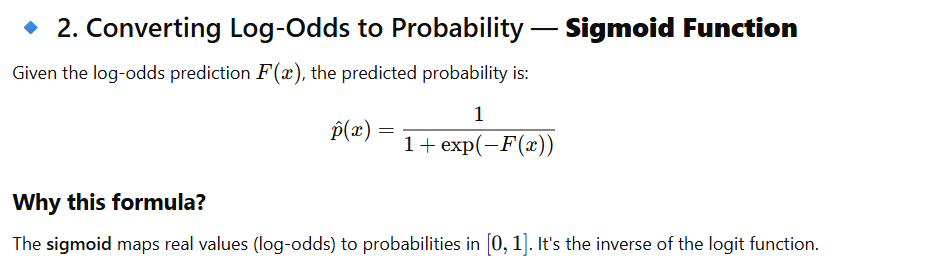 🔹 2. Converting Log-Odds to Probability — Sigmoid Function
Given the log-odds prediction F(x), the predicted probability is:
p̂(x) = 1 / (1 + exp(−F(x)))
Why this formula?
The sigmoid maps real values (log-odds) to probabilities in [0, 1]. It's the inverse of the logit function.